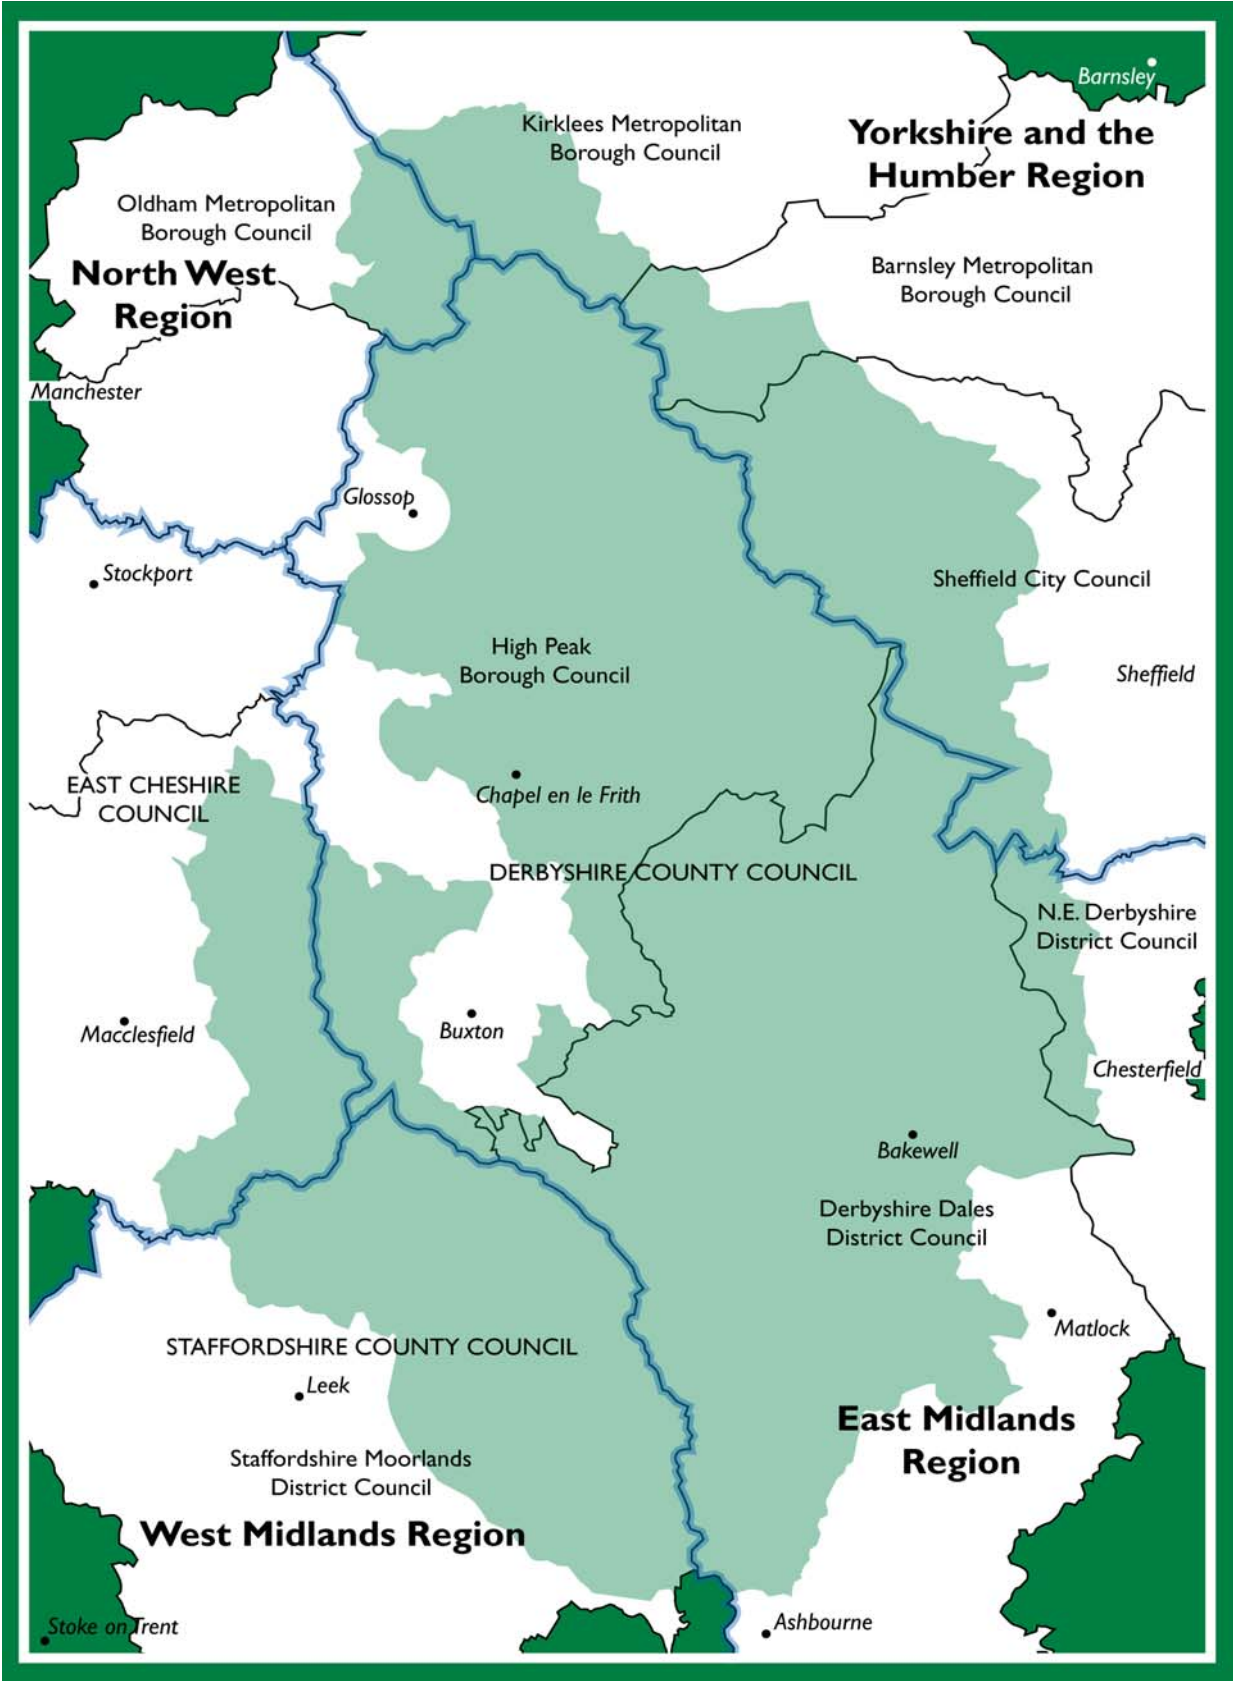 Barnsley
Kirklees Metropolitan
Borough Council
Yorkshire and the
Humber Region
Oldham Metropolitan
Borough Council
North West
Region
Barnsley Metropolitan
Borough Council
Manchester
Glossop
Stockport
Sheffield City Council
High Peak
Borough Council
Sheffield
EAST CHESHIRE
COUNCIL
Chapel en le Frith
DERBYSHIRE COUNTY COUNCIL
N.E. Derbyshire
District Council
Macclesfield
Buxton
Chesterfield
Bakewell
Derbyshire Dales
District Council
Matlock
STAFFORDSHIRE COUNTY COUNCIL
Leek
East Midlands
Region
Staffordshire Moorlands
District Council
West Midlands Region
Stoke on Trent
Ashbourne